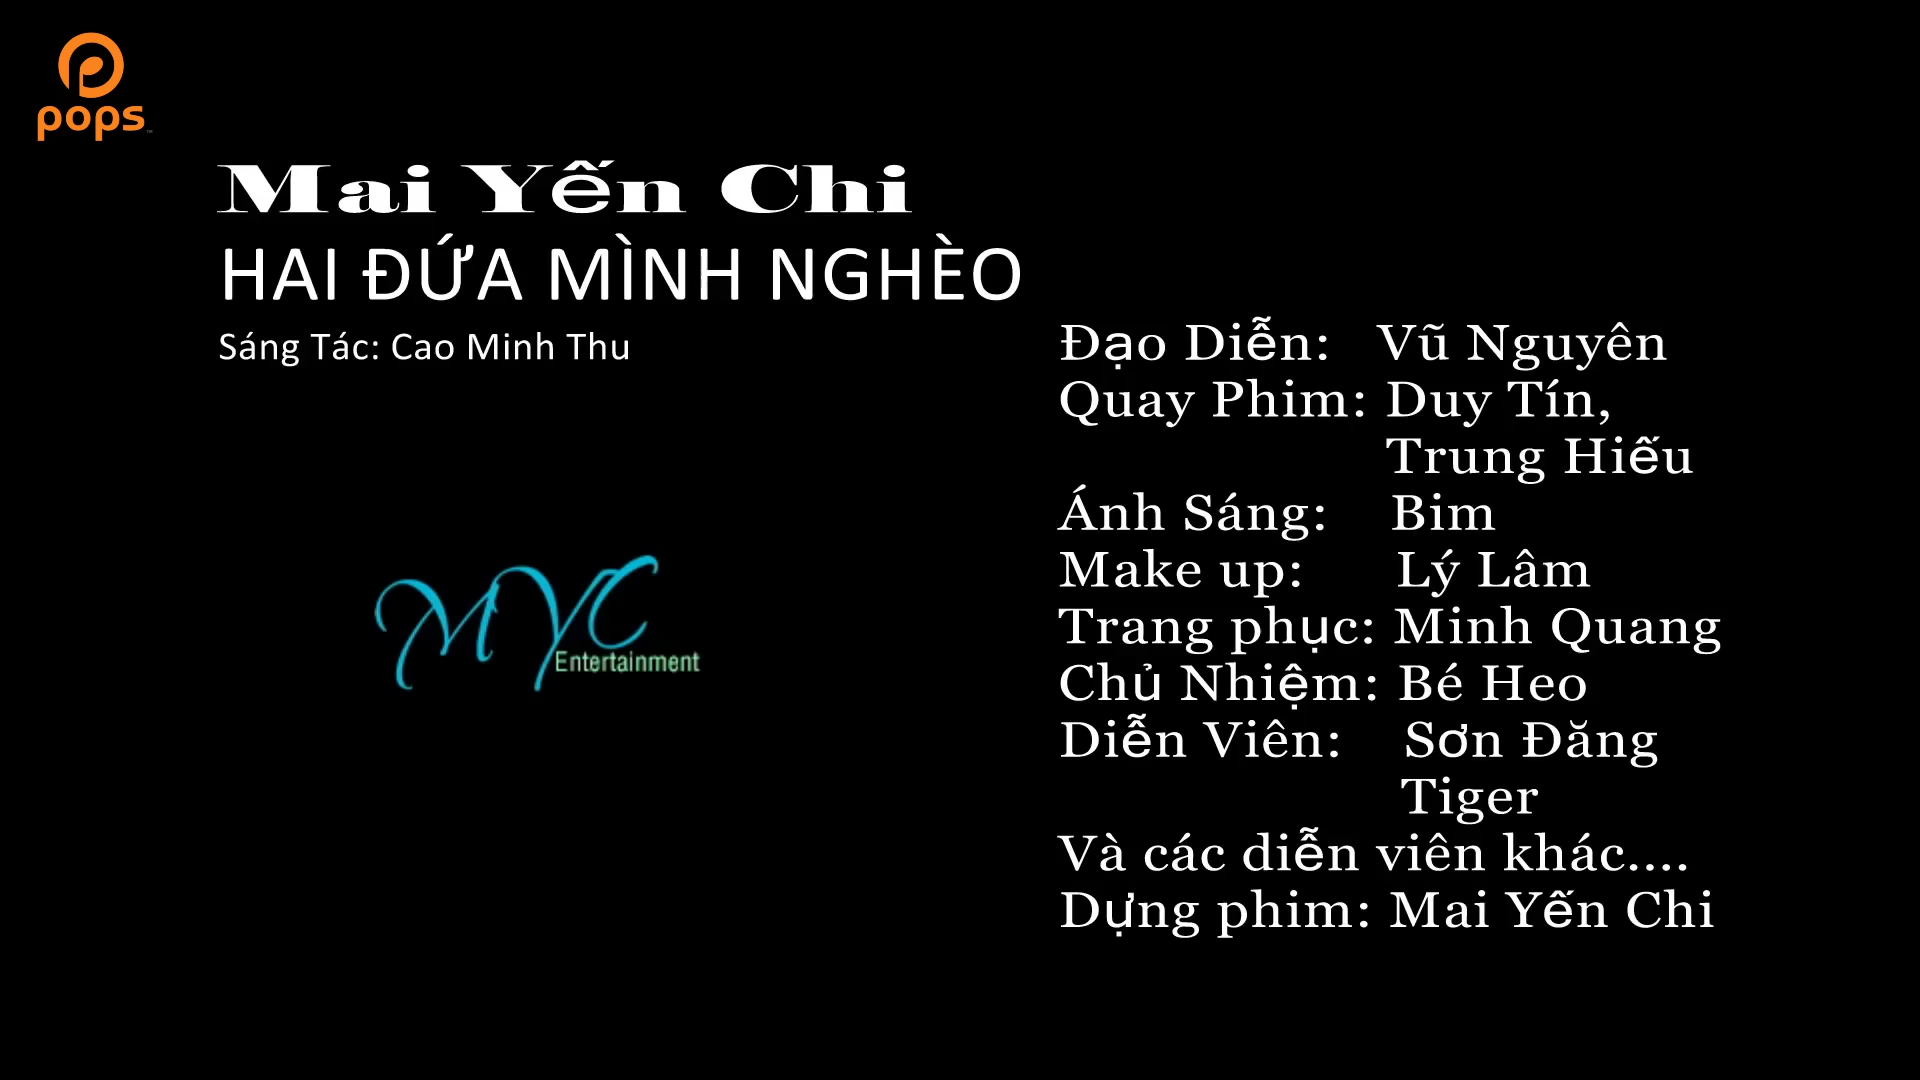 pops
Mai Yến Chi
HAI ĐỨA MÌNH NGHÈO
Sáng Tác: Cao Minh Thu
MYC
Entertainment
Đạo Diễn: Vũ Nguyên
Quay Phim: Duy Tín,
Trung Hiếu
Ánh Sáng: Bim
Make up: Lý Lâm
Trang phục: Minh Quang
Chủ Nhiệm: Bé Heo
Diễn Viên: Sơn Đăng
Tiger
Và các diễn viên khác....
Dựng phim: Mai Yến Chi